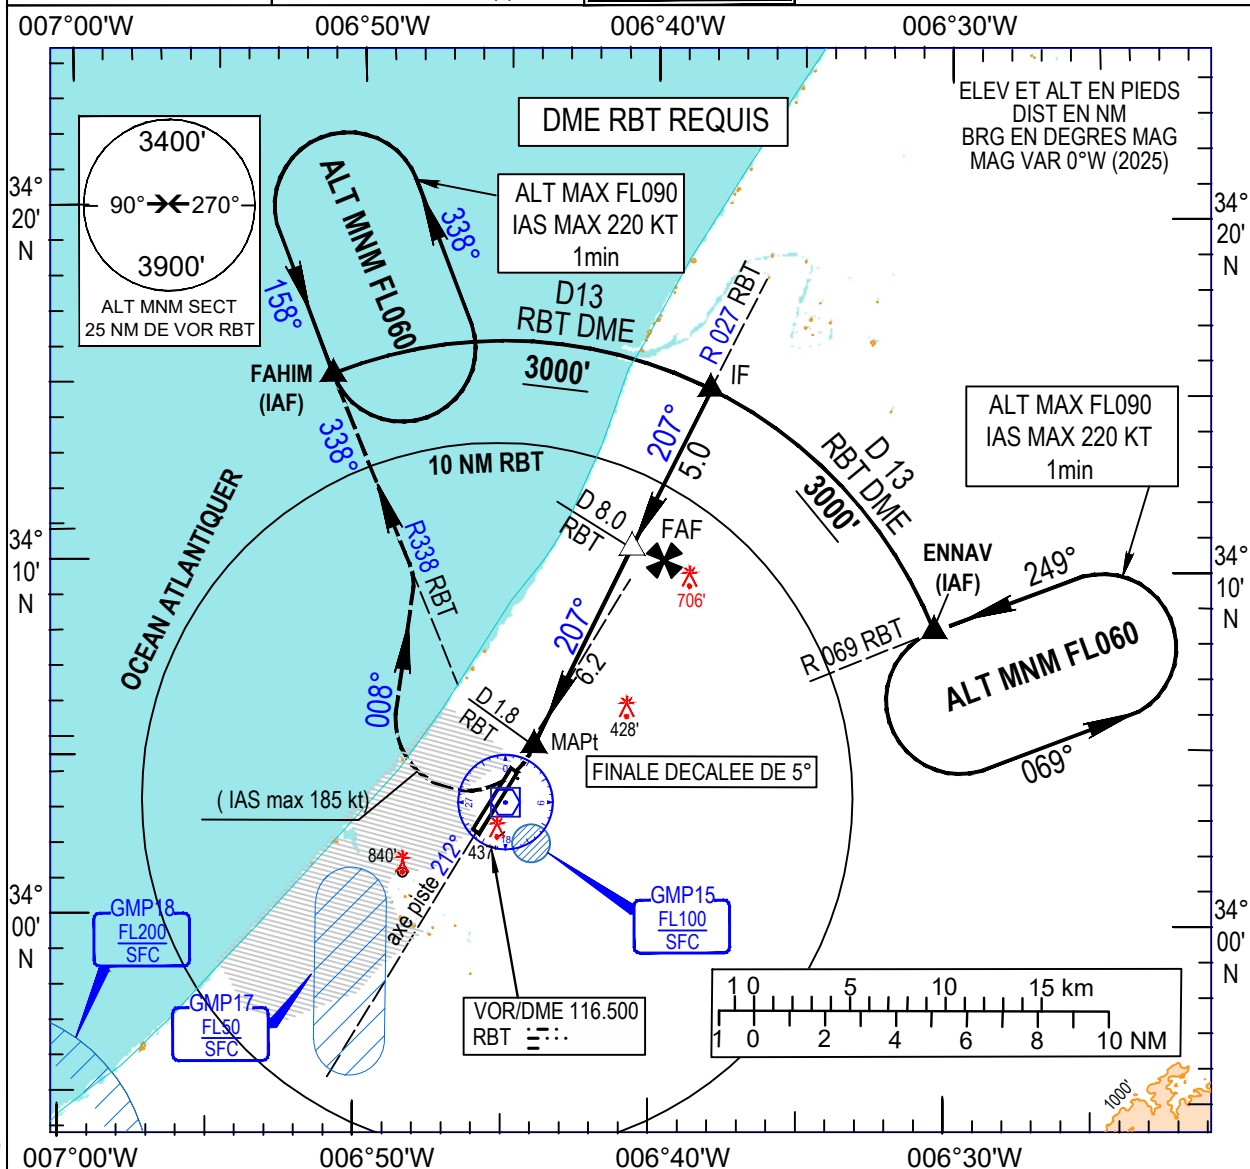 007°00'W
006°50'W
006°40'W
006°30'W
ELEV ET ALT EN PIEDS
DIST EN NM
BRG EN DEGRES MAG
MAG VAR 0°W (2025)
DME RBT REQUIS
3400'
90°
270°
3900'
ALT MNM SECT
25 NM DE VOR RBT
34°
20'
N
34°
20'
N
ALT MNM FL060
338°
158°
ALT MAX FL090
IAS MAX 220 KT
1min
D13
RBT DME
3000'
R 027 RBT
FAHIM
(IAF)
IF
338°
207°
5.0
10 NM RBT
D 13
RBT DME
3000'
ALT MAX FL090
IAS MAX 220 KT
1min
OCEAN ATLANTIQUER
R338 RBT
D 8.0
RBT
FAF
706'
34°
10'
N
34°
10'
N
ENNAV
(IAF)
249°
R 069 RBT
ALT MNM FL060
069°
207°
6.2
008°
D 1.8
RBT
MAPt
428'
FINALE DECALEE DE 5°
( IAS max 185 kt)
27
9
18
437'
840'
axe piste 212°
34°
00'
N
34°
00'
N
GMP18
FL200
SFC
GMP15
FL100
SFC
GMP17
FL50
SFC
VOR/DME 116.500
RBT
1 0
5
10
15 km
1
0
2
4
6
8
10 NM
1000'
007°00'W
006°50'W
006°40'W
006°30'W